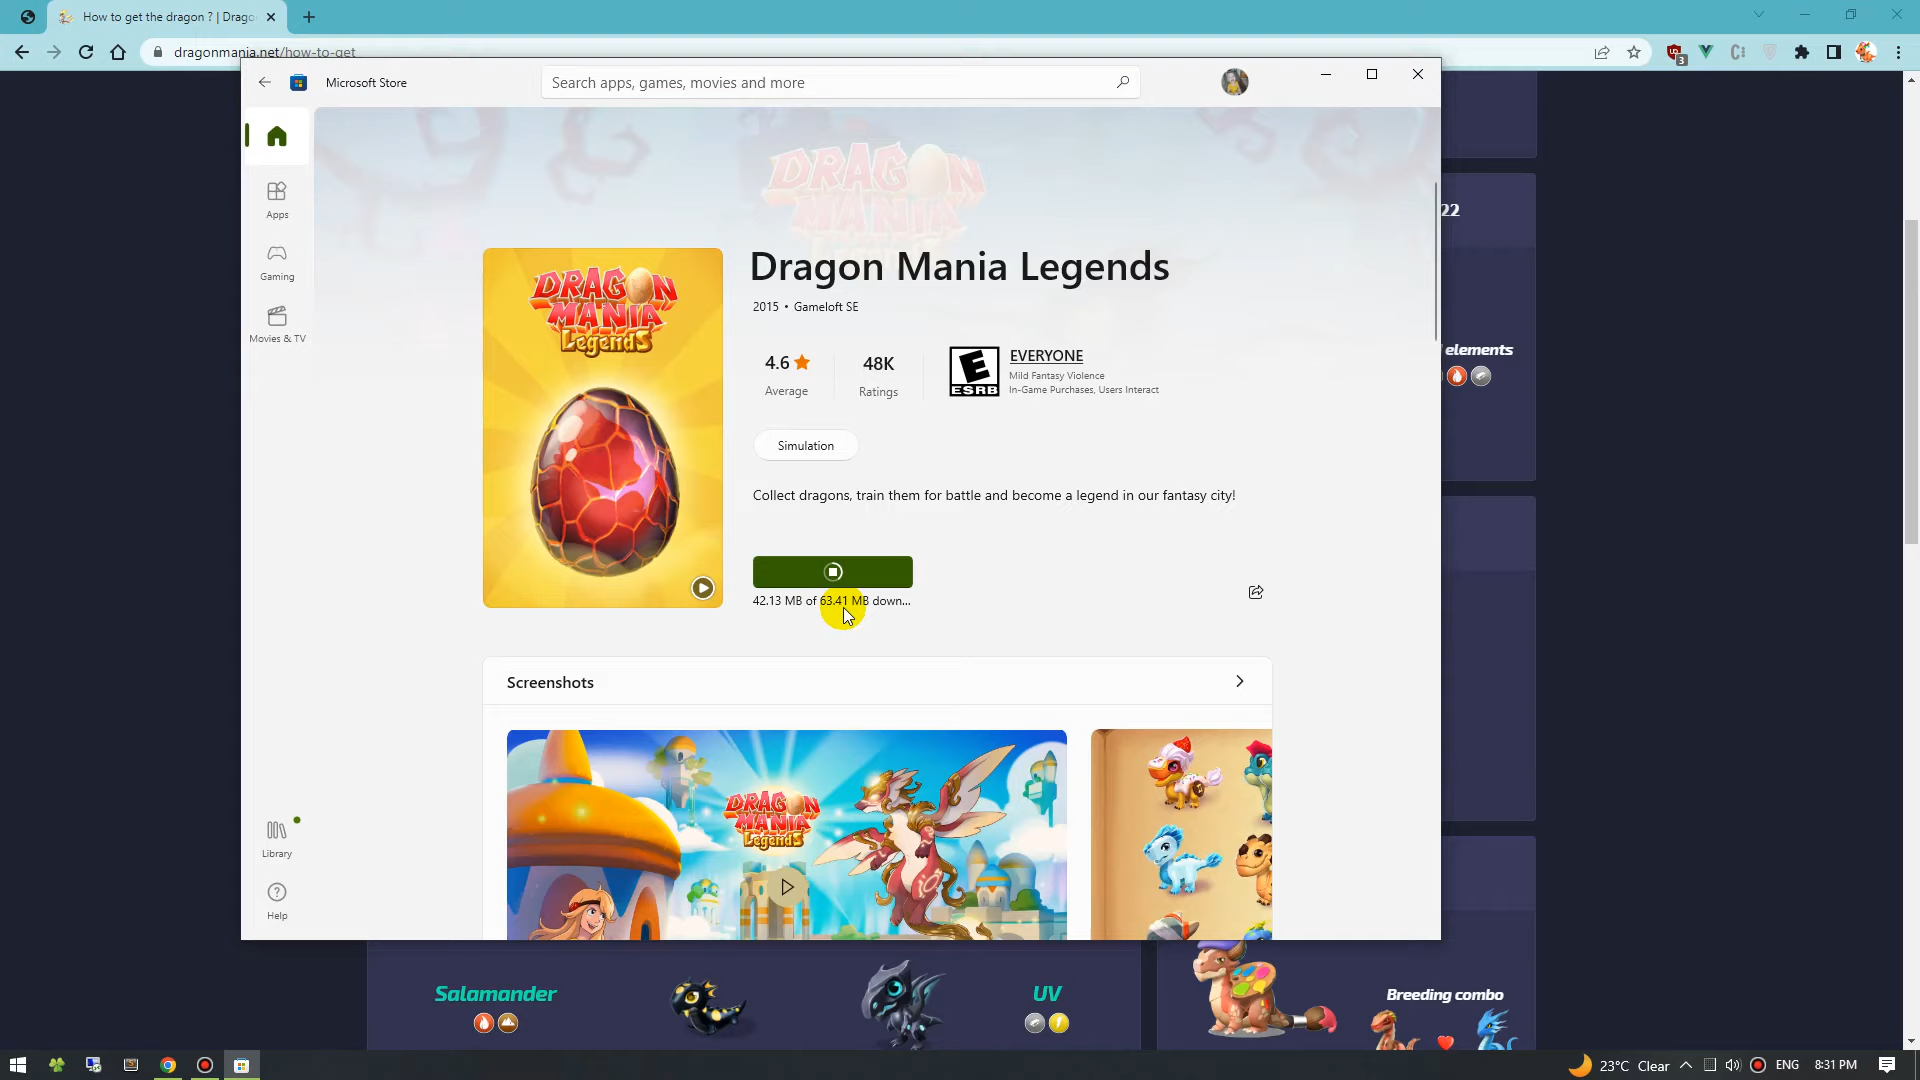 How to get the dragon ? | Drago
dragonmania.net/how-to-get
3
Microsoft Store
Search apps, games, movies and more
Apps
Gaming
Movies & TV
Library
Help
DRAGON
MANIA
DRAGON
MANIA
Legends
Dragon Mania Legends
2015 • Gameloft SE
4.6
Average
48K
Ratings
E
ESRB
EVERYONE
Mild Fantasy Violence
In-Game Purchases, Users Interact
Simulation
Collect dragons, train them for battle and become a legend in our fantasy city!
42.13 MB of 63.41 MB down...
Screenshots
DRAGON
MANIA
Legends
22
elements
Salamander
UV
Breeding combo
23°C Clear
ENG
8:31 PM